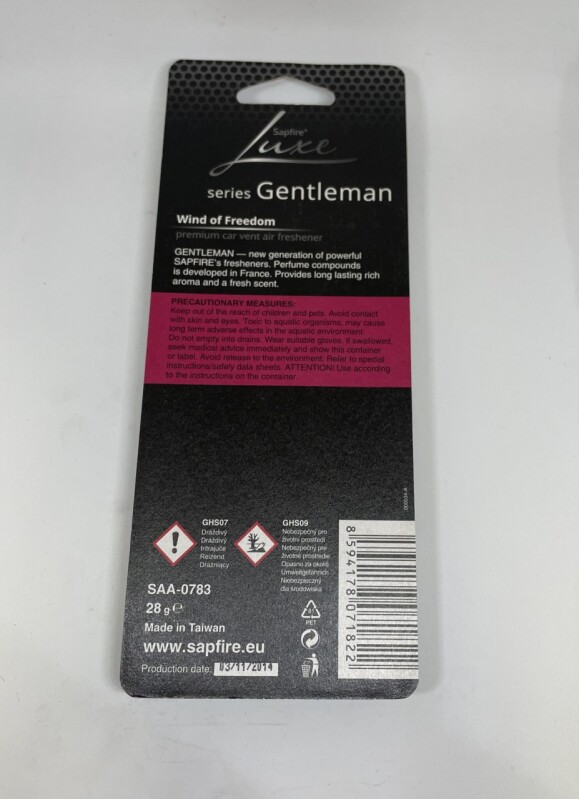 Sapfire®
Luxe
series Gentleman
Wind of Freedom
premium car vent air freshener
GENTLEMAN — new generation of powerful
SAPFIRE's fresheners. Perfume compounds
is developed in France. Provides long lasting rich
aroma and a fresh scent.
PRECAUTIONARY MEASURES:
Keep out of the reach of children and pets. Avoid contact
with skin and eyes. Toxic to aquatic organisms, may cause
long term adverse effects in the aquatic environment.
Do not empty into drains. Wear suitable gloves. If swallowed,
seek medical advice immediately and show this container
or label. Avoid release to the environment. Refer to special
instructions/safety data sheets. ATTENTION! Use according
to the instructions on the container.
GHS07
Dráždivý
Dráždivý
Intrajuće
Reizend
Drażniący
GHS09
Nebezpečný pro
životní prostředí
Nebezpečný pre
životné prostredie
Opasno za okoliš
Umweltgefährlich
Niebezpieczny
dla środowiska
SAA-0783
28 g e
Made in Taiwan
www.sapfire.eu
Production date: 03/11/2014
PET
8594178071822